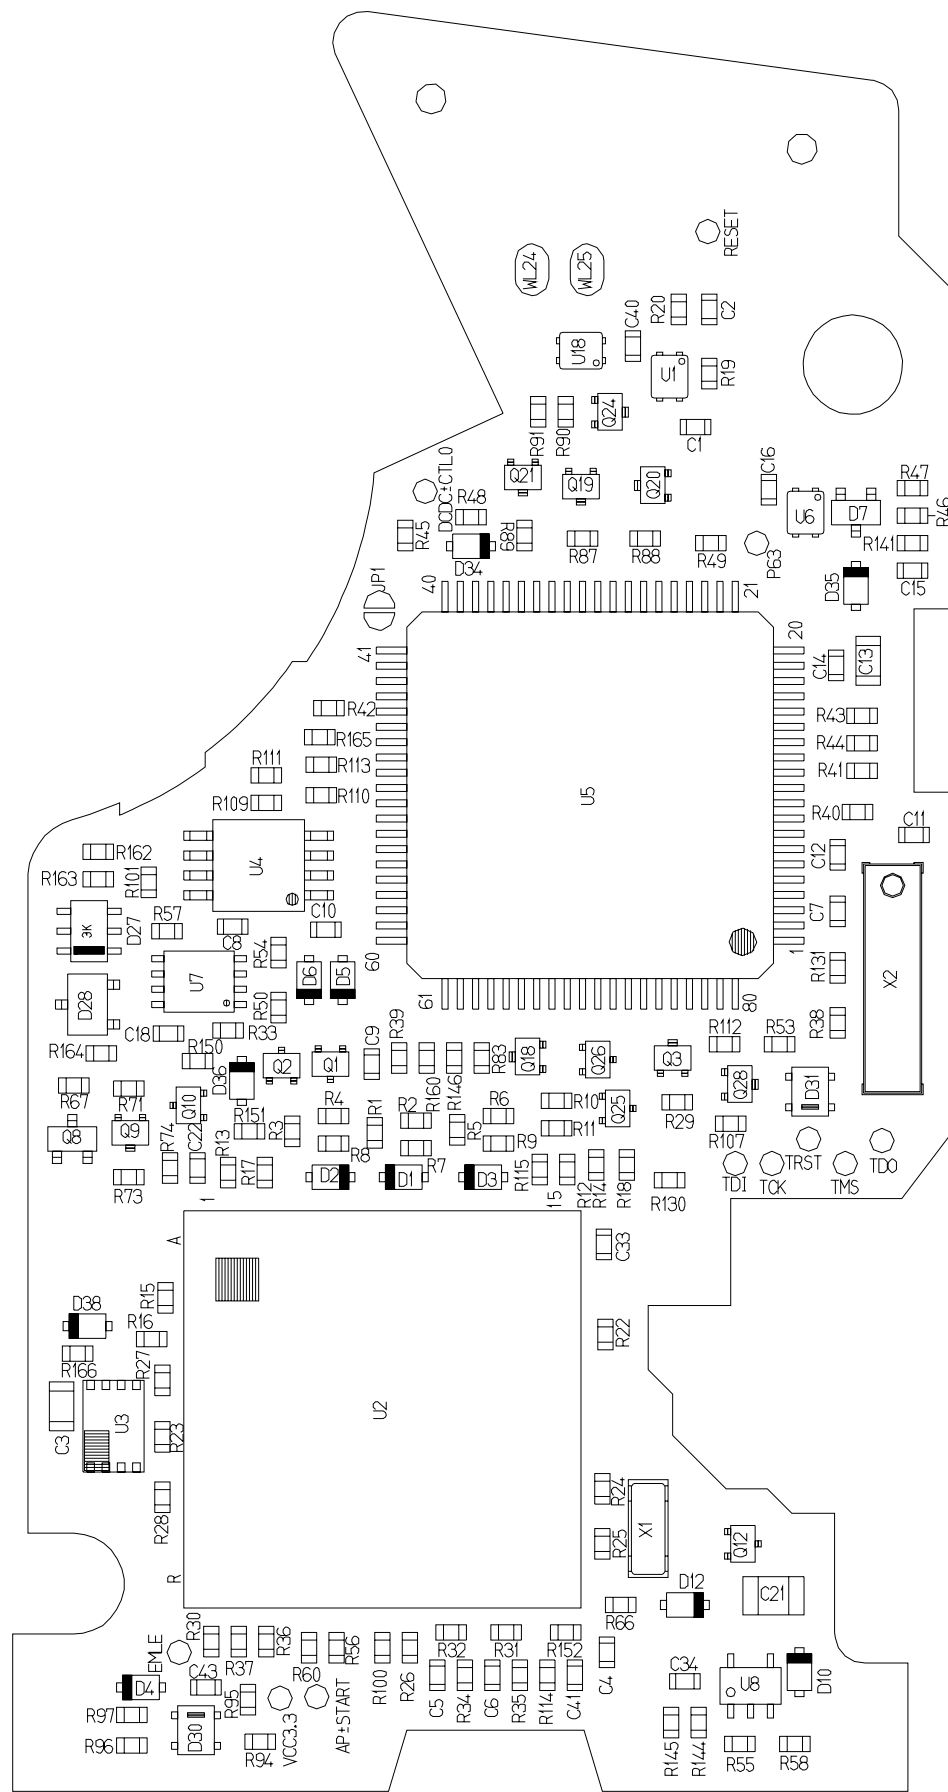 RESET
WL24
WL25
R20
C2
C40
U18
U1
R19
R91
R90
Q24
C1
Q21
Q19
Q20
C16
R47
DCDC±CTL0
R48
R45
D34
R89
R87
R88
R49
P63
U6
D7
R46
R141
D35
C15
JP1
40
21
41
20
C14
C13
R42
R165
R113
R110
R111
R109
R43
R44
R41
R40
C11
U5
R162
R163
R101
U4
C12
C7
R57
D27
C8
C10
R54
D6
D5
60
1
R131
X2
D28
U7
R50
61
80
C18
R33
R38
R164
R150
D36
Q2
Q1
C9
R39
R160
R146
R83
Q18
Q26
Q3
R112
R53
R67
R71
Q10
R151
R4
R1
R2
R6
R10
Q25
R29
Q28
D31
Q8
Q9
R74
C22
R13
R17
R3
R8
R7
R5
R9
R11
R107
R73
1
D2
D1
D3
R115
15
R12
R14
R18
R130
TDI
TCK
TRST
TMS
TDO
A
C33
R15
D38
R16
R22
R166
R27
C3
U3
R23
U2
R28
R24
R25
X1
Q12
R
D12
C21
R66
R30
EMLE
R37
R36
R60
R56
R100
R26
R32
R31
R152
C4
D4
C43
R95
C5
R34
C6
R35
R114
C41
C34
U8
D10
R97
D30
VCC3.3
AP±START
R96
R94
R145
R144
R55
R58